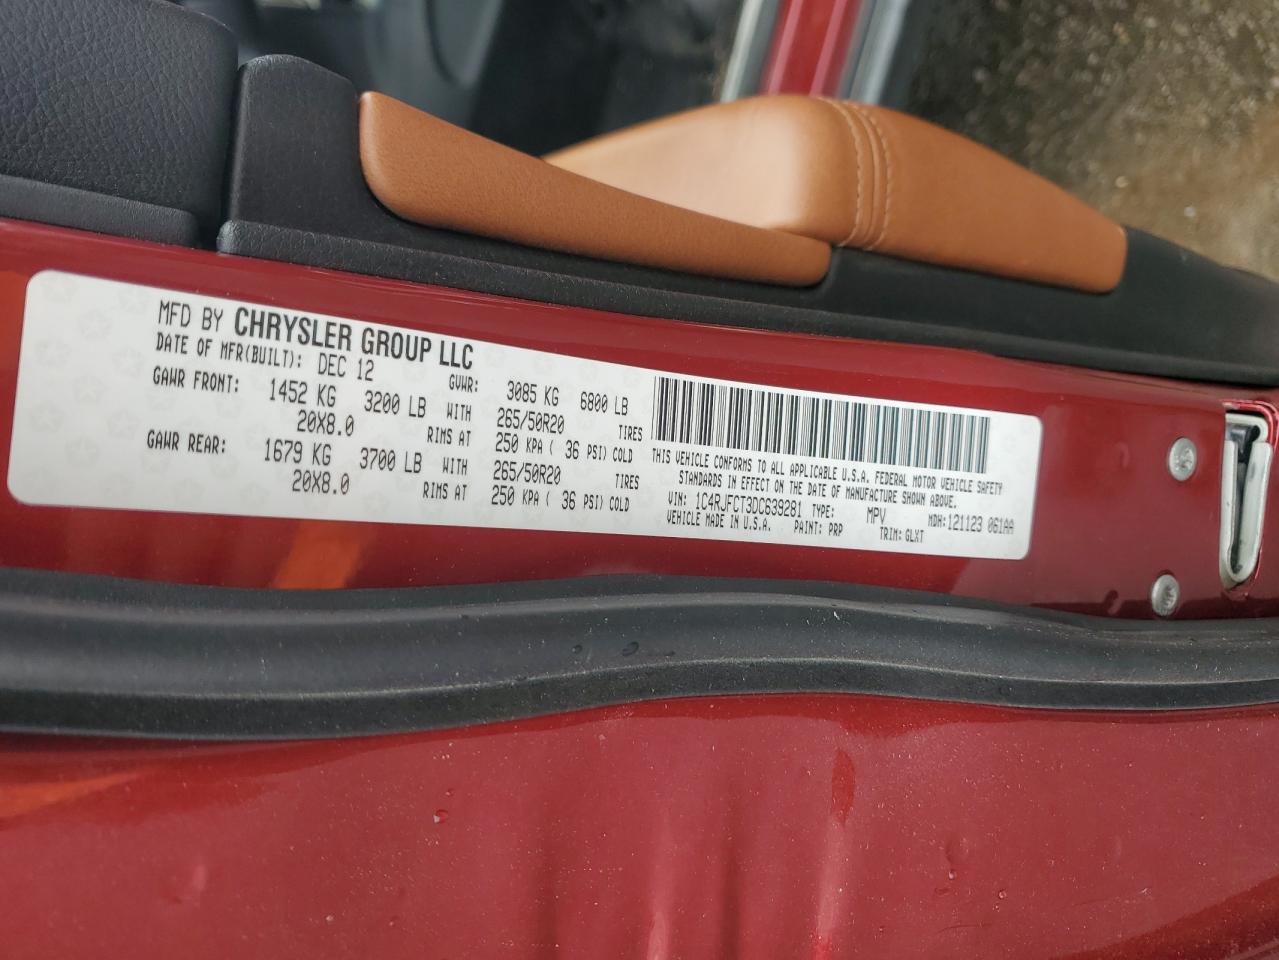 MFD BY CHRYSLER GROUP LLC
DATE OF MFR(BUILT): DEC 12 GVWR: 3085 KG 6800 LB
GAWR FRONT: 1452 KG 3200 LB WITH 265/50R20 TIRES
20X8.0 RIMS AT 250 KPA ( 36 PSI) COLD
GAWR REAR: 1679 KG 3700 LB WITH 265/50R20 TIRES
20X8.0 RIMS AT 250 KPA ( 36 PSI) COLD
THIS VEHICLE CONFORMS TO ALL APPLICABLE U.S.A. FEDERAL MOTOR VEHICLE SAFETY
STANDARDS IN EFFECT ON THE DATE OF MANUFACTURE SHOWN ABOVE.
VIN: 1C4RJFCT3DC639281 TYPE: MPV MDH:121123 061AA
VEHICLE MADE IN U.S.A. PAINT: PRP TRIM: GLXT